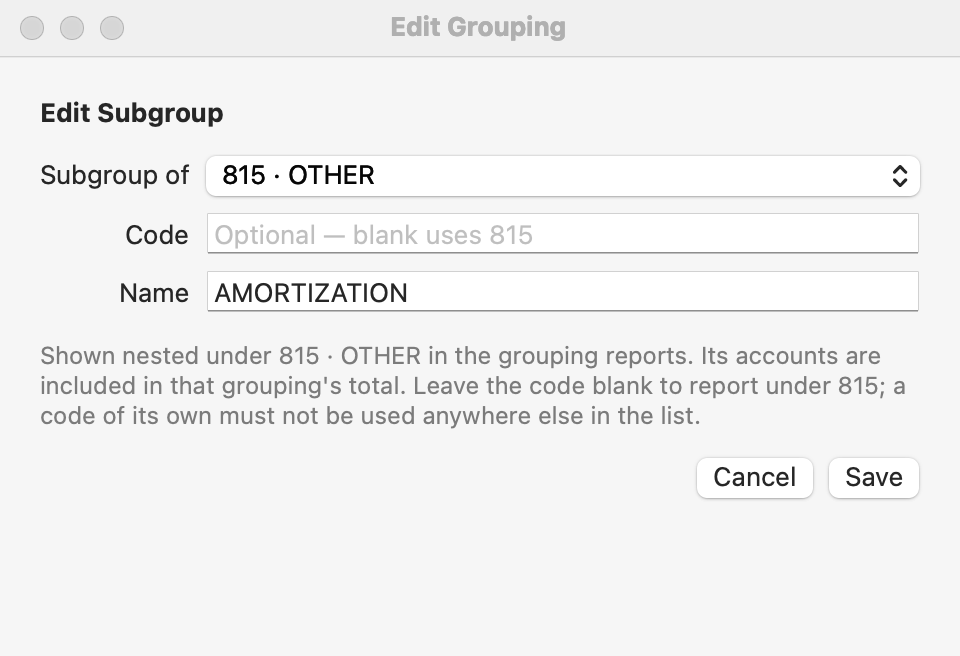 Edit Grouping
Edit Subgroup
Subgroup of 815 · OTHER
Code Optional — blank uses 815
Name AMORTIZATION
Shown nested under 815 · OTHER in the grouping reports. Its accounts are
included in that grouping's total. Leave the code blank to report under 815; a
code of its own must not be used anywhere else in the list.
Cancel Save